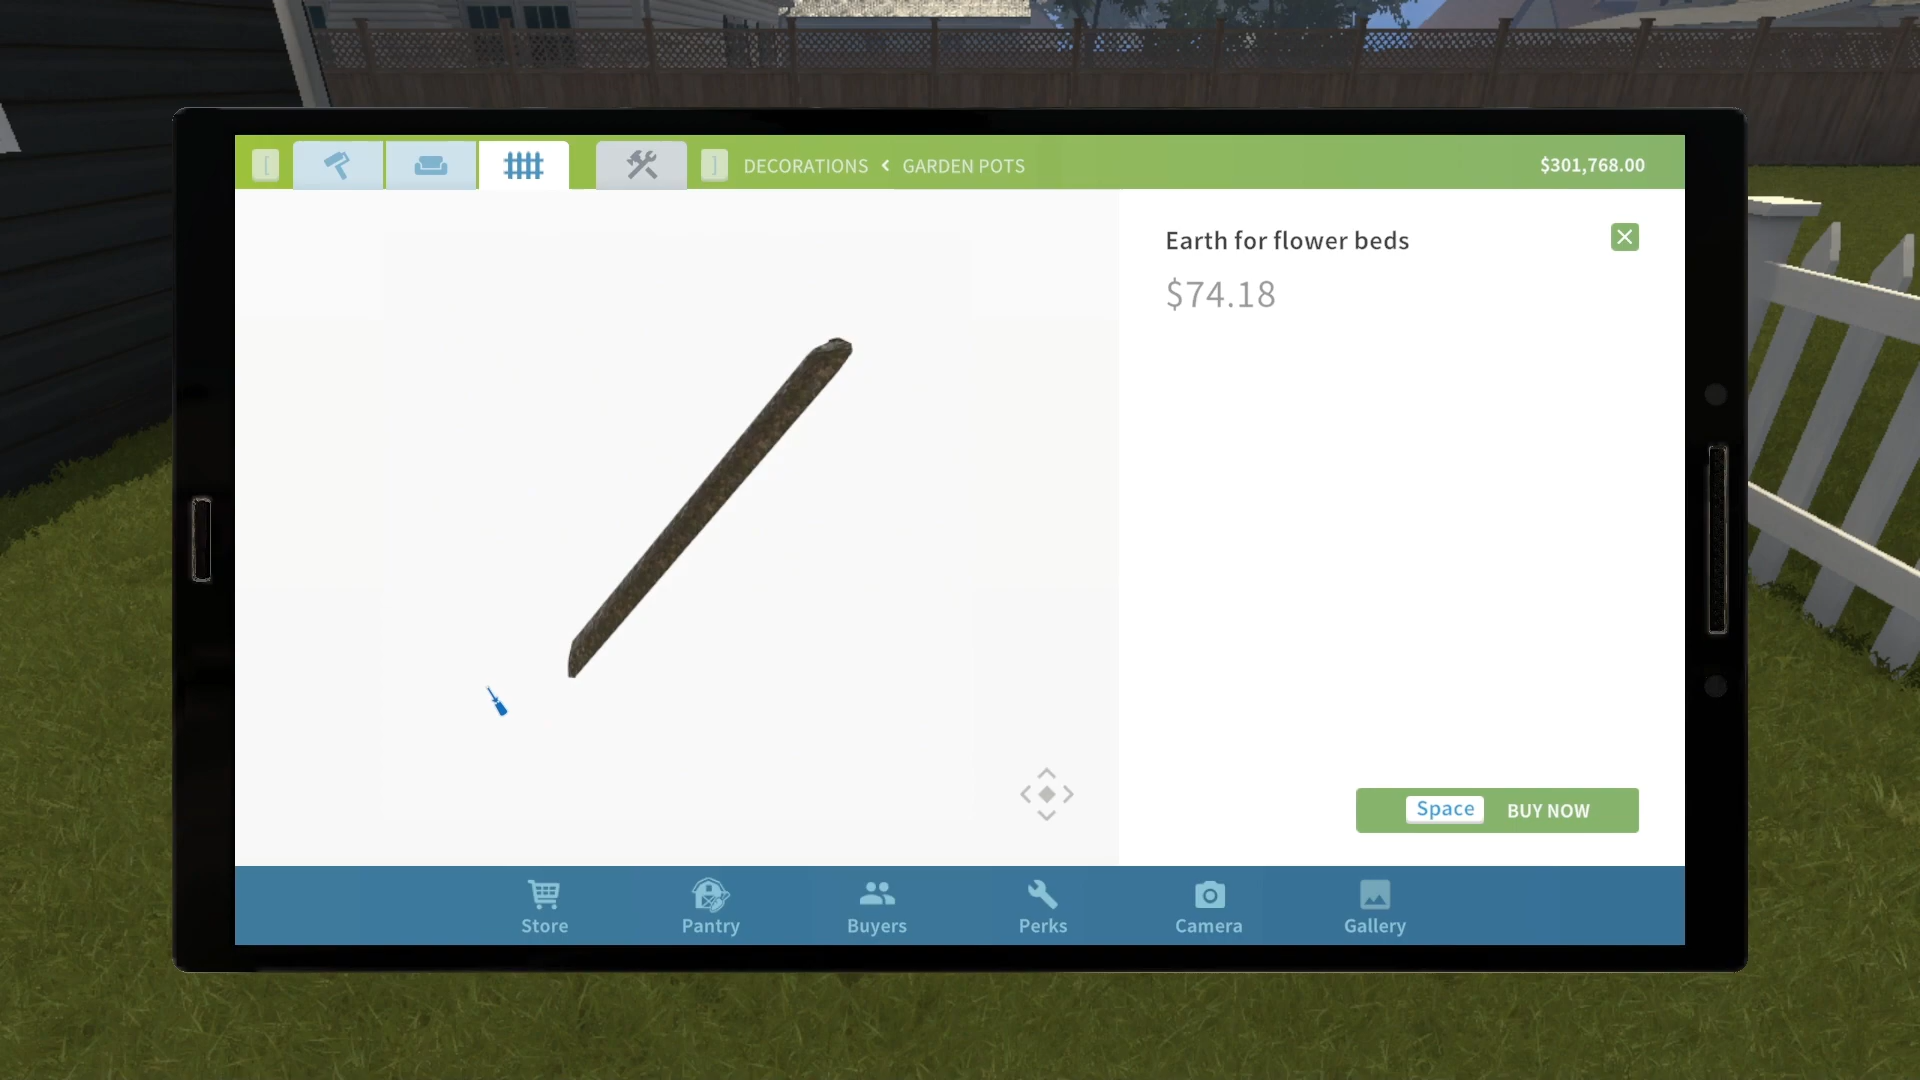 [
]
DECORATIONS < GARDEN POTS
$301,768.00
Earth for flower beds
$74.18
Space BUY NOW
Store
Pantry
Buyers
Perks
Camera
Gallery